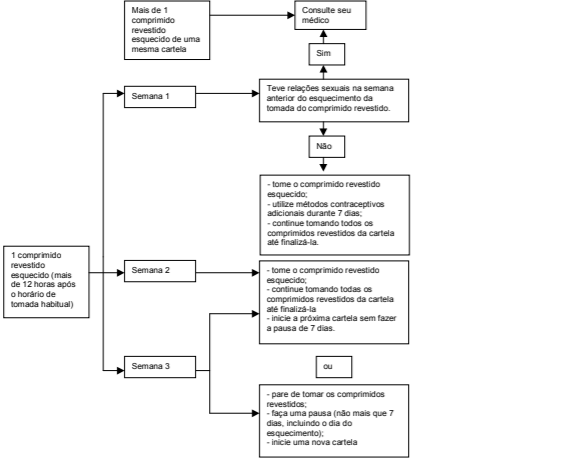 Mais de 1
comprimido
revestido
esquecido de uma
mesma cartela
Consulte seu
médico
Sim
Semana 1
Teve relações sexuais na semana
anterior do esquecimento da
tomada do comprimido revestido.
Não
- tome o comprimido revestido
esquecido;
- utilize métodos contraceptivos
adicionais durante 7 dias;
- continue tomando todos os
comprimidos revestidos da cartela
até finalizá-la.
1 comprimido
revestido
esquecido (mais
de 12 horas após
o horário de
tomada habitual)
Semana 2
- tome o comprimido revestido
esquecido;
- continue tomando todas os
comprimidos revestidos da cartela
até finalizá-la
- inicie a próxima cartela sem fazer
a pausa de 7 dias.
Semana 3
ou
- pare de tomar os comprimidos
revestidos;
- faça uma pausa (não mais que 7
dias, incluindo o dia do
esquecimento);
- inicie uma nova cartela